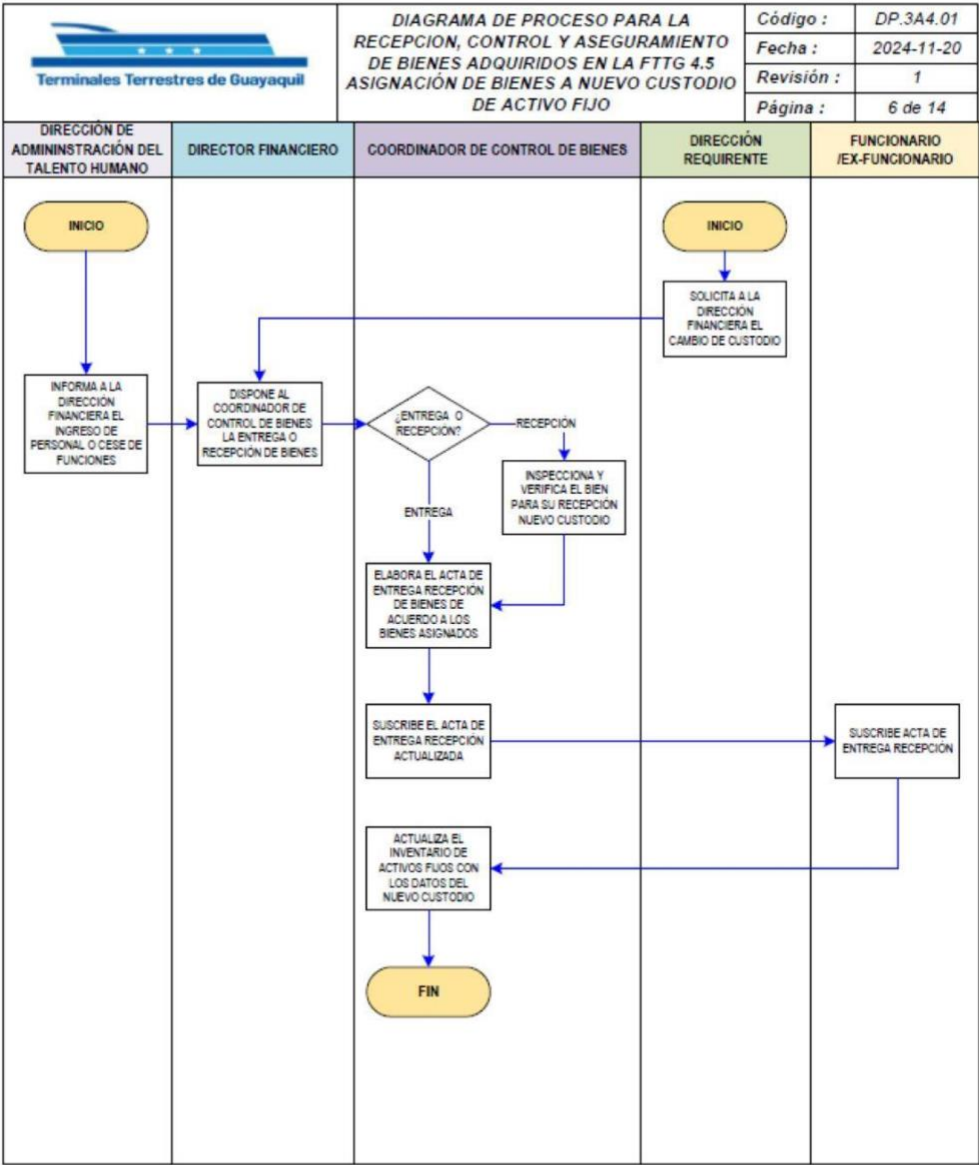 Terminales Terrestres de Guayaquil
DIAGRAMA DE PROCESO PARA LA
RECEPCION, CONTROL Y ASEGURAMIENTO
DE BIENES ADQUIRIDOS EN LA FTTG 4.5
ASIGNACIÓN DE BIENES A NUEVO CUSTODIO
DE ACTIVO FIJO
Código : DP.3A4.01
Fecha : 2024-11-20
Revisión : 1
Página : 6 de 14
DIRECCIÓN DE
ADMININSTRACIÓN DEL
TALENTO HUMANO
DIRECTOR FINANCIERO
COORDINADOR DE CONTROL DE BIENES
DIRECCIÓN
REQUIRENTE
FUNCIONARIO
/EX-FUNCIONARIO
INICIO
INICIO
SOLICITA A LA
DIRECCIÓN
FINANCIERA EL
CAMBIO DE CUSTODIO
INFORMA A LA
DIRECCIÓN
FINANCIERA EL
INGRESO DE
PERSONAL O CESE DE
FUNCIONES
DISPONE AL
COORDINADOR DE
CONTROL DE BIENES
LA ENTREGA O
RECEPCIÓN DE BIENES
¿ENTREGA O
RECEPCIÓN?
RECEPCIÓN
INSPECCIONA Y
VERIFICA EL BIEN
PARA SU RECEPCIÓN
NUEVO CUSTODIO
ENTREGA
ELABORA EL ACTA DE
ENTREGA RECEPCIÓN
DE BIENES DE
ACUERDO A LOS
BIENES ASIGNADOS
SUSCRIBE EL ACTA DE
ENTREGA RECEPCIÓN
ACTUALIZADA
SUSCRIBE ACTA DE
ENTREGA RECEPCIÓN
ACTUALIZA EL
INVENTARIO DE
ACTIVOS FIJOS CON
LOS DATOS DEL
NUEVO CUSTODIO
FIN